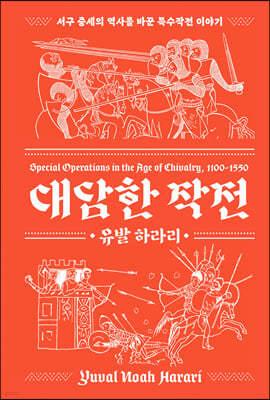 서구 중세의 역사를 바꾼 특수작전 이야기
Special Operations in the Age of Chivalry, 1100-1550
대담한 작전
유발 하라리
Yuval Noah Harari